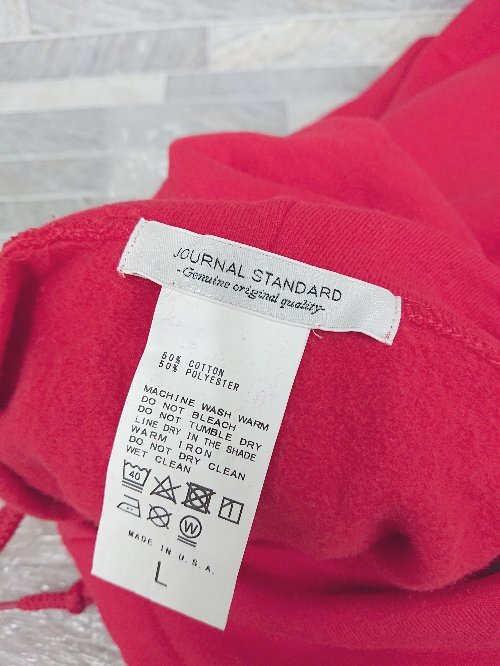 JOURNAL STANDARD
-Genuine original quality-
50% COTTON
50% POLYESTER
MACHINE WASH WARM
DO NOT BLEACH
DO NOT TUMBLE DRY
LINE DRY IN THE SHADE
WARM IRON
DO NOT DRY CLEAN
WET CLEAN
40
W
MADE IN U.S.A.
L